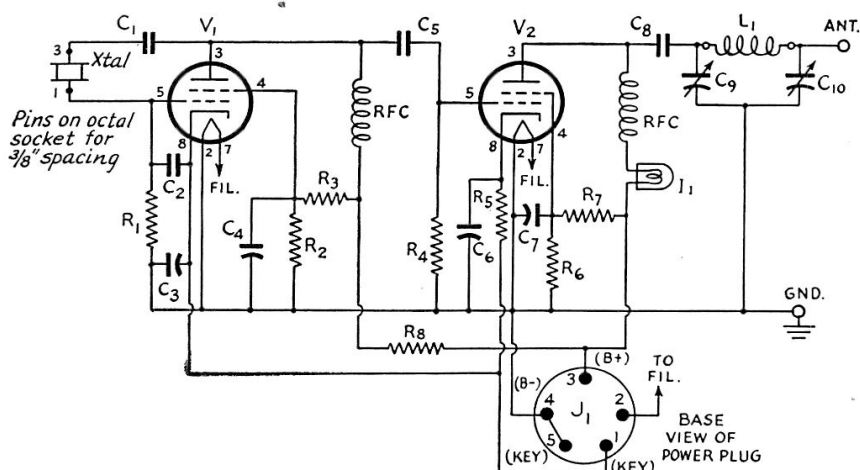 C1
V1
C5
V2
C8
L1
ANT.
3
Xtal
1
3
5
4
8
2
7
FIL.
RFC
3
5
4
8
2
7
FIL.
C9
C10
RFC
I1
Pins on octal
socket for
3/8" spacing
C2
R1
C3
C4
R3
R2
R4
C6
R5
C7
R7
R6
GND.
R8
(B+)
(B-)
3
TO
FIL.
4
J1
2
5
1
(KEY)
(KEY)
BASE
VIEW OF
POWER PLUG